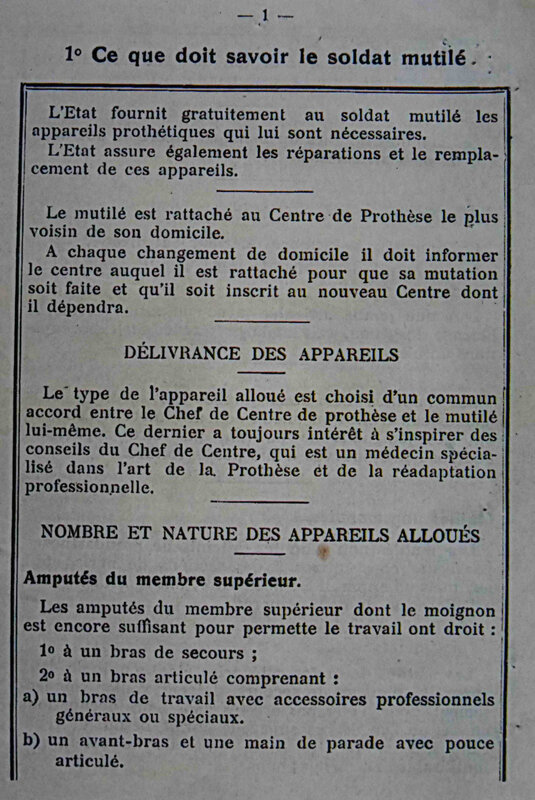 — 1 —
1º Ce que doit savoir le soldat mutilé.
L'Etat fournit gratuitement au soldat mutilé les
appareils prothétiques qui lui sont nécessaires.
L'Etat assure également les réparations et le rempla-
cement de ces appareils.
Le mutilé est rattaché au Centre de Prothèse le plus
voisin de son domicile.
A chaque changement de domicile il doit informer
le centre auquel il est rattaché pour que sa mutation
soit faite et qu'il soit inscrit au nouveau Centre dont
il dépendra.
DÉLIVRANCE DES APPAREILS
Le type de l'appareil alloué est choisi d'un commun
accord entre le Chef de Centre de prothèse et le mutilé
lui-même. Ce dernier a toujours intérêt à s'inspirer des
conseils du Chef de Centre, qui est un médecin spécia-
lisé dans l'art de la Prothèse et de la réadaptation
professionnelle.
NOMBRE ET NATURE DES APPAREILS ALLOUÉS
Amputés du membre supérieur.
Les amputés du membre supérieur dont le moignon
est encore suffisant pour permette le travail ont droit :
1º à un bras de secours ;
2º à un bras articulé comprenant :
a) un bras de travail avec accessoires professionnels
généraux ou spéciaux.
b) un avant-bras et une main de parade avec pouce
articulé.